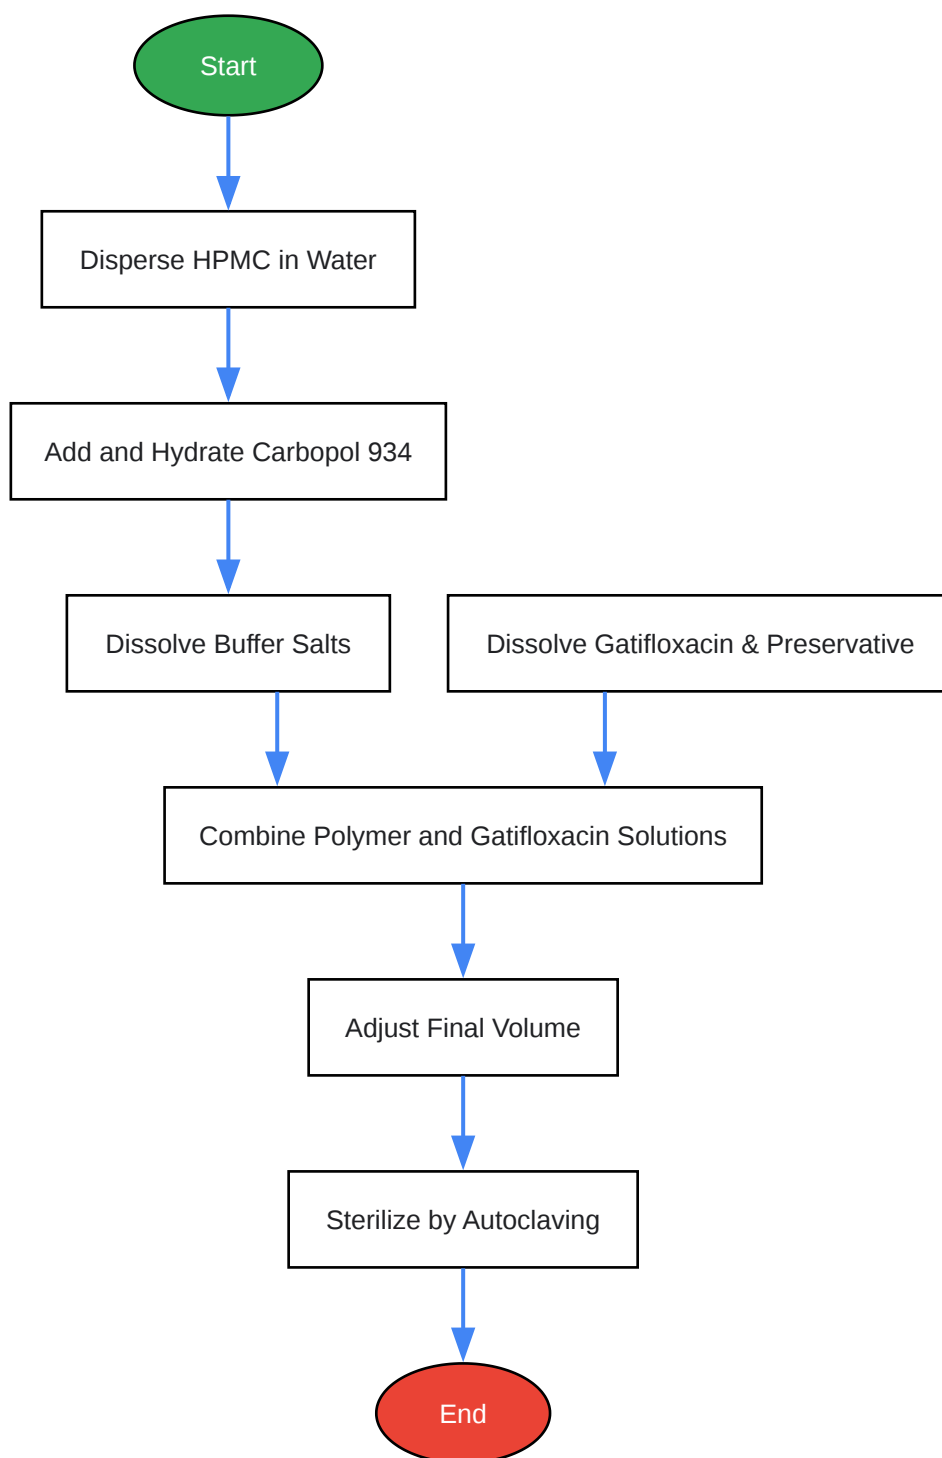 Start
Disperse HPMC in Water
Add and Hydrate Carbopol 934
Dissolve Buffer Salts
Dissolve Gatifloxacin & Preservative
Combine Polymer and Gatifloxacin Solutions
Adjust Final Volume
Sterilize by Autoclaving
End